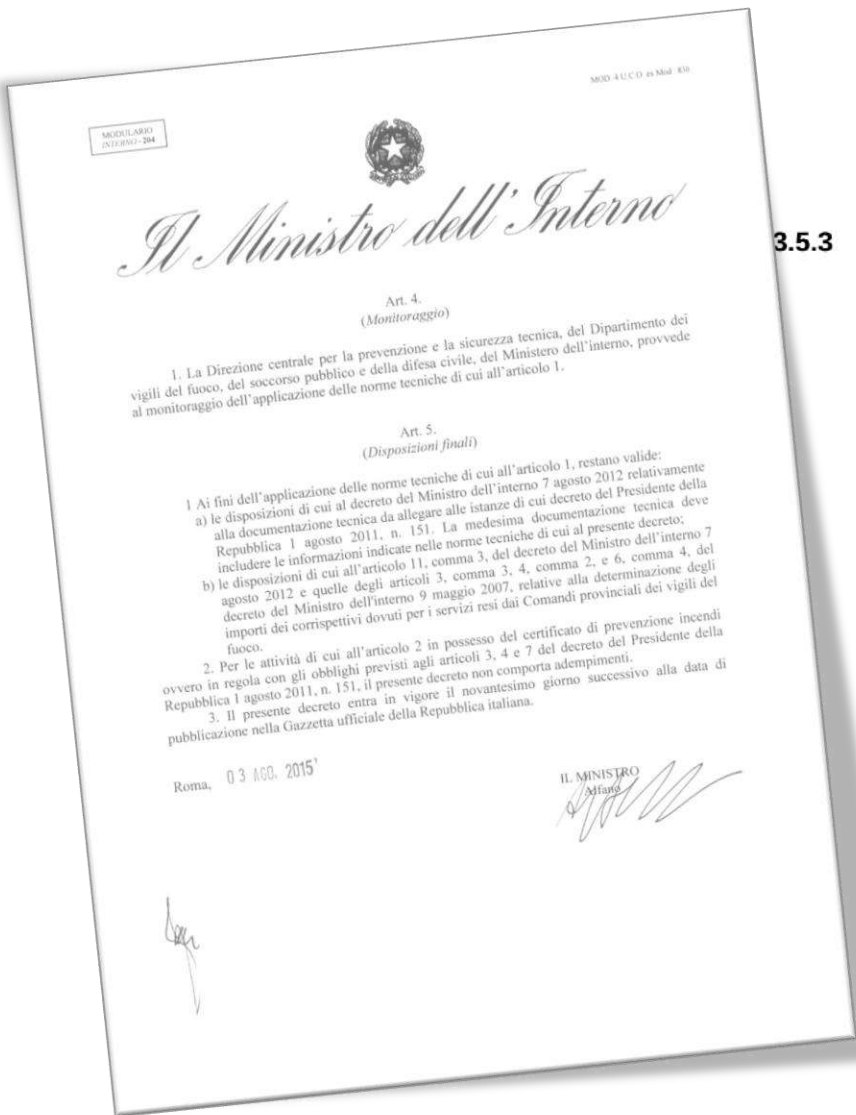 MOD. 4 U.C.O. ex Mod. 830
MODULARIO
INTERNO - 204
Il Ministro dell'Interno
3.5.3
Art. 4.
(Monitoraggio)
1. La Direzione centrale per la prevenzione e la sicurezza tecnica, del Dipartimento dei
vigili del fuoco, del soccorso pubblico e della difesa civile, del Ministero dell'interno, provvede
al monitoraggio dell'applicazione delle norme tecniche di cui all'articolo 1.
Art. 5.
(Disposizioni finali)
1 Ai fini dell'applicazione delle norme tecniche di cui all'articolo 1, restano valide:
a) le disposizioni di cui al decreto del Ministro dell'interno 7 agosto 2012 relativamente
alla documentazione tecnica da allegare alle istanze di cui decreto del Presidente della
Repubblica 1 agosto 2011, n. 151. La medesima documentazione tecnica deve
includere le informazioni indicate nelle norme tecniche di cui al presente decreto;
b) le disposizioni di cui all'articolo 11, comma 3, del decreto del Ministro dell'interno 7
agosto 2012 e quelle degli articoli 3, comma 3, 4, comma 2, e 6, comma 4, del
decreto del Ministro dell'interno 9 maggio 2007, relative alla determinazione degli
importi dei corrispettivi dovuti per i servizi resi dai Comandi provinciali dei vigili del
fuoco.
2. Per le attività di cui all'articolo 2 in possesso del certificato di prevenzione incendi
ovvero in regola con gli obblighi previsti agli articoli 3, 4 e 7 del decreto del Presidente della
Repubblica 1 agosto 2011, n. 151, il presente decreto non comporta adempimenti.
3. Il presente decreto entra in vigore il novantesimo giorno successivo alla data di
pubblicazione nella Gazzetta ufficiale della Repubblica italiana.
Roma, 03 AGO. 2015
IL MINISTRO
Alfano